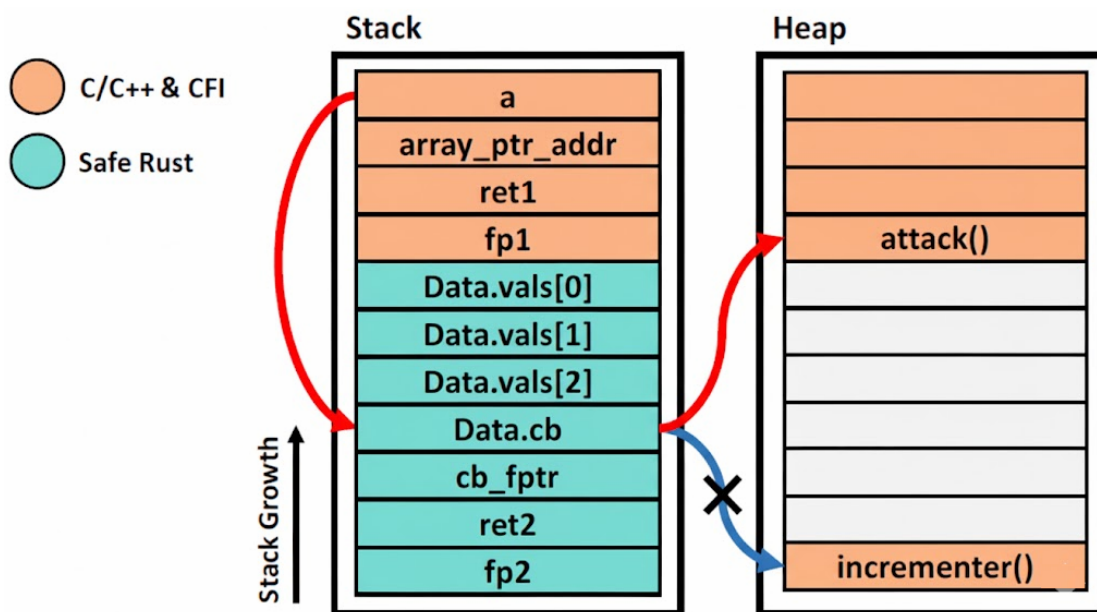 Stack
Heap
C/C++ & CFI
Safe Rust
a
array_ptr_addr
ret1
fp1
Data.vals[0]
Data.vals[1]
Data.vals[2]
Data.cb
cb_fptr
ret2
fp2
Stack Growth
attack()
incrementer()